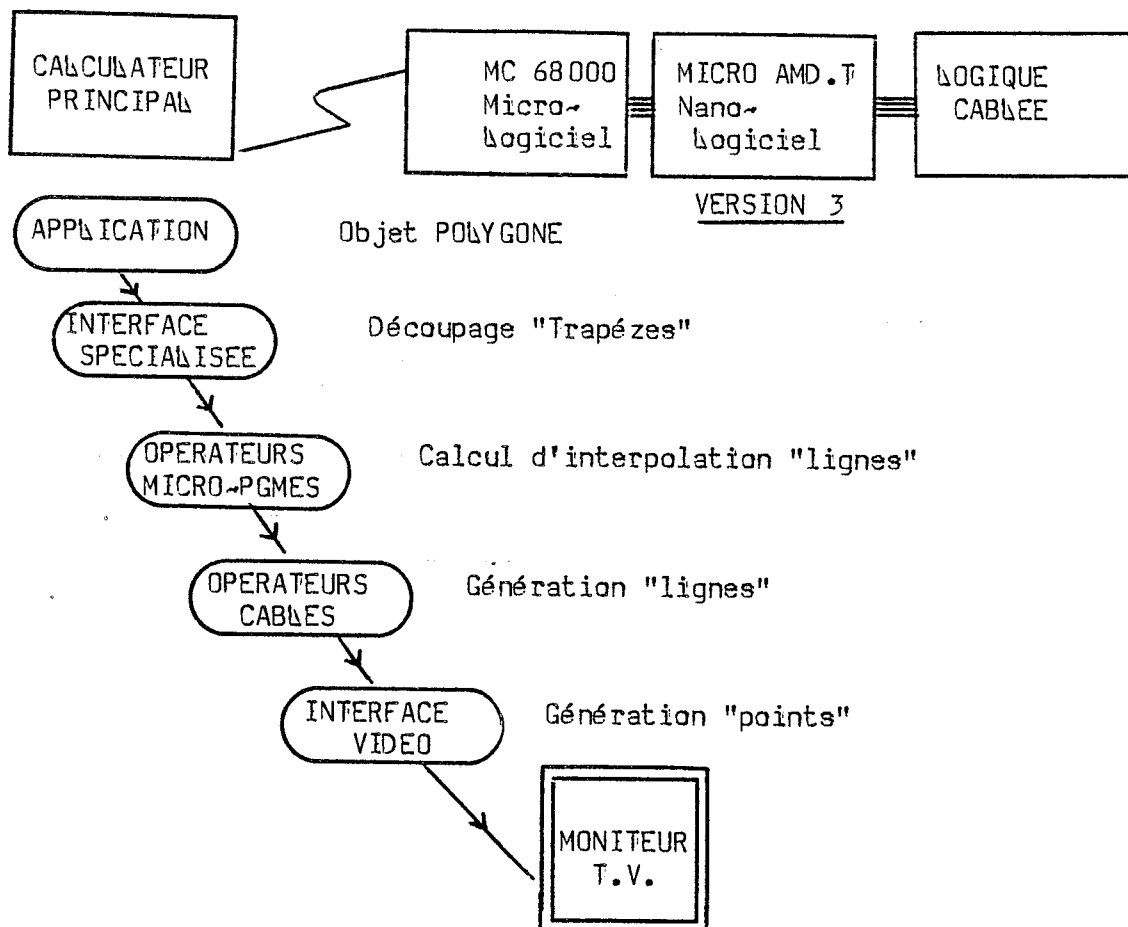 CALCULATEUR
PRINCIPAL
MC 68000
Micro-
Logiciel
MICRO AMD.T
Nano-
Logiciel
LOGIQUE
CABLEE
VERSION 3
APPLICATION
Objet POLYGONE
INTERFACE
SPECIALISEE
Découpage "Trapézes"
OPERATEURS
MICRO-PGMES
Calcul d'interpolation "lignes"
OPERATEURS
CABLES
Génération "lignes"
INTERFACE
VIDEO
Génération "points"
MONITEUR
T.V.